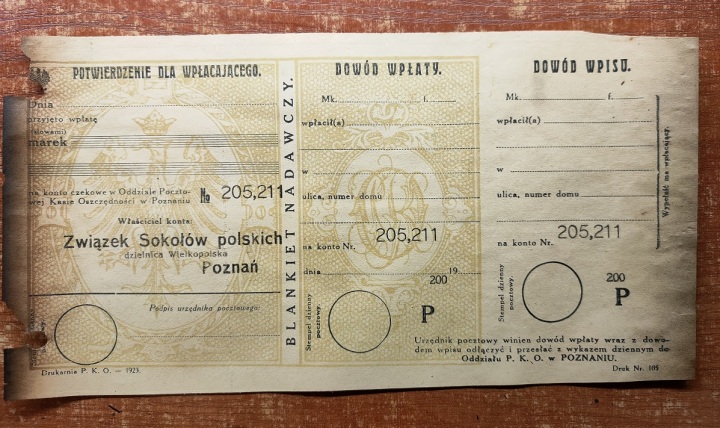 POTWIERDZENIE DLA WPŁACAJĄCEGO.
Dnia
przyjęto wpłatę
(słowami)
marek
na konto czekowe w Oddziale Poczto-
wej Kasie Oszczędności w Poznaniu
№ 205,211
Właściciel konta:
Związek Sokołów polskich
dzielnica Wielkopolska
Poznań
Podpis urzędnika pocztowego:
Drukarnia P. K. O. — 1923.
BLANKIET NADAWCZY.
DOWÓD WPŁATY.
Mk. f.
wpłacił(a)
w
ulica, numer domu
na konto Nr. 205,211
dnia 19
200
P
Stempel dzienny
pocztowy.
DOWÓD WPISU.
Mk. f.
wpłacił(a)
w
ulica, numer domu
na konto Nr. 205,211
200
P
Stempel dzienny
pocztowy.
Wypełnić ma wpłacający.
Urzędnik pocztowy winien dowód wpłaty wraz z dowo-
dem wpisu odłączyć i przesłać z wykazem dziennym do
Oddziału P. K. O. w POZNANIU.
Druk Nr. 105